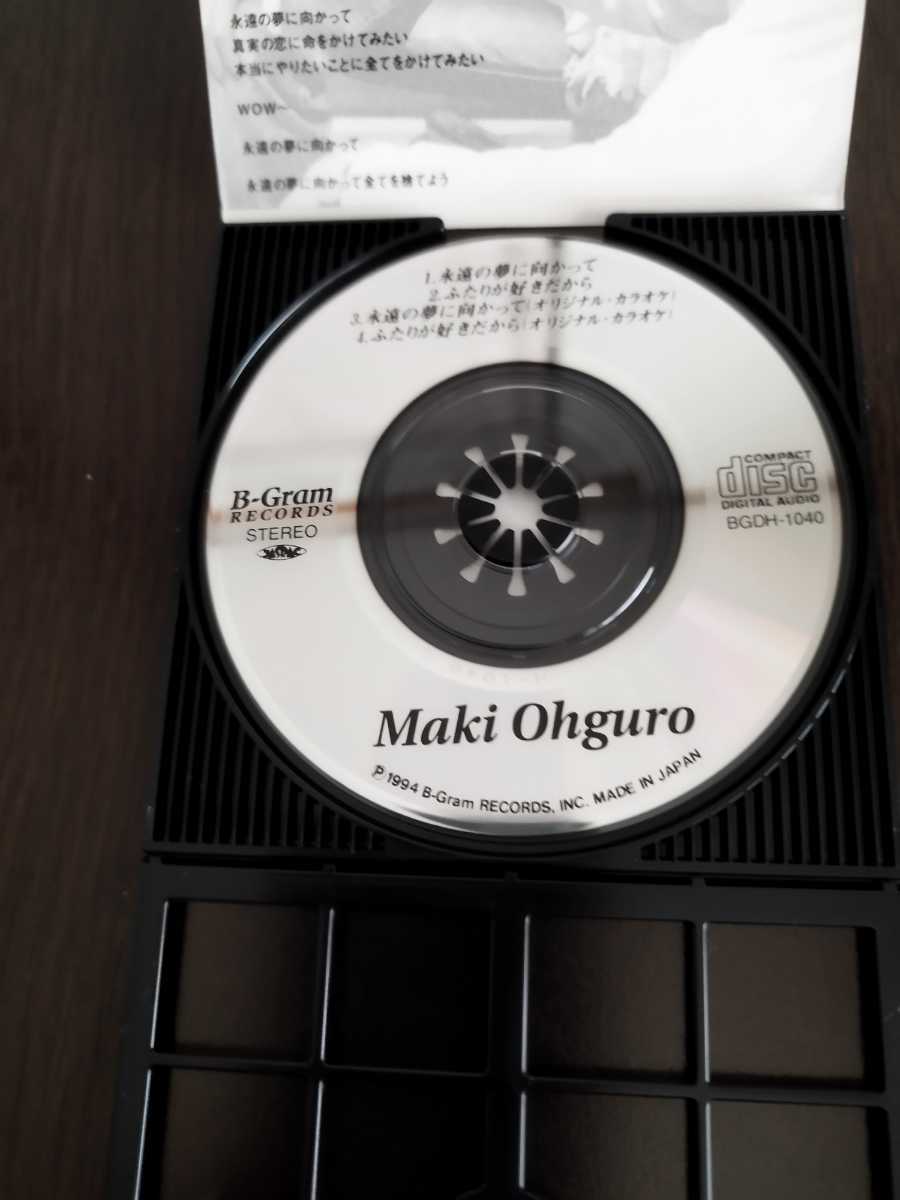 永遠の夢に向かって
真実の恋に命をかけてみたい
本当にやりたいことに全てをかけてみたい
WOW〜
永遠の夢に向かって
永遠の夢に向かって全てを捨てよう
1.永遠の夢に向かって
2.ふたりが好きだから
3.永遠の夢に向かって(オリジナル・カラオケ)
4.ふたりが好きだから(オリジナル・カラオケ)
B-Gram
RECORDS
STEREO
COMPACT
disc
DIGITAL AUDIO
BGDH-1040
Maki Ohguro
Ⓟ1994 B-Gram RECORDS, INC. MADE IN JAPAN